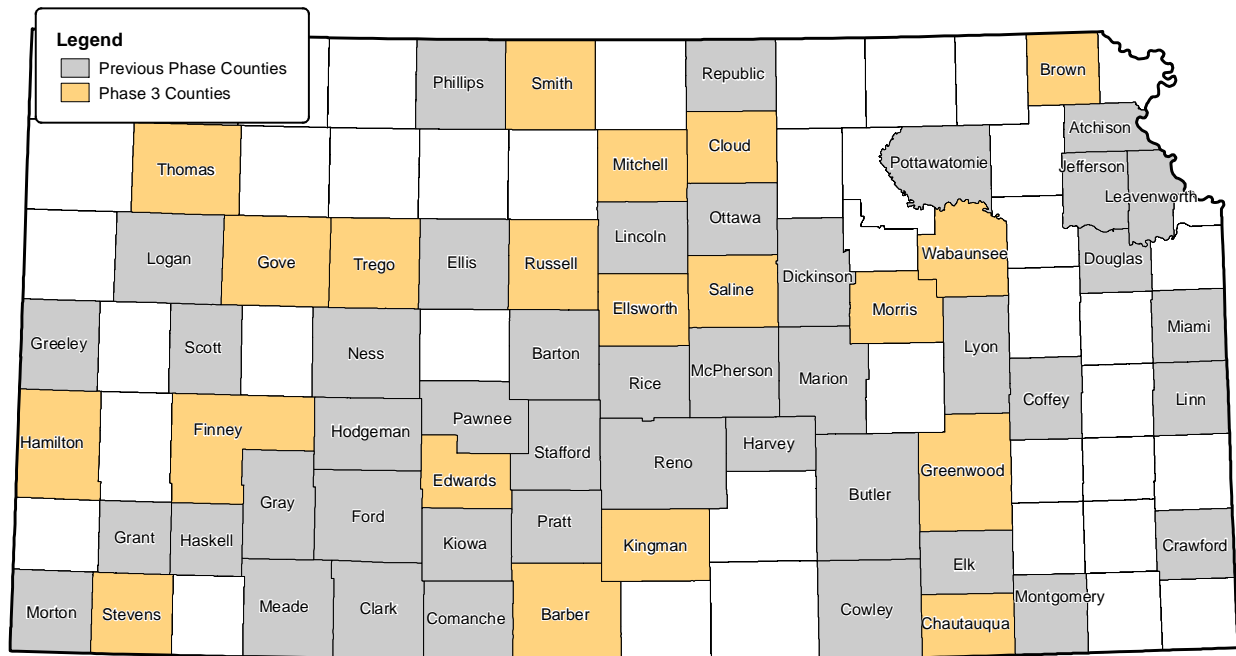 Legend
Previous Phase Counties
Phase 3 Counties
Phillips
Smith
Republic
Brown
Thomas
Mitchell
Cloud
Pottawatomie
Atchison
Jefferson
Leavenworth
Logan
Gove
Trego
Ellis
Russell
Lincoln
Ottawa
Dickinson
Wabaunsee
Douglas
Ellsworth
Saline
Morris
Greeley
Scott
Ness
Barton
Rice
McPherson
Marion
Lyon
Miami
Coffey
Linn
Hamilton
Finney
Hodgeman
Pawnee
Stafford
Reno
Harvey
Butler
Greenwood
Edwards
Gray
Ford
Grant
Haskell
Kiowa
Pratt
Kingman
Elk
Crawford
Morton
Stevens
Meade
Clark
Comanche
Barber
Cowley
Chautauqua
Montgomery